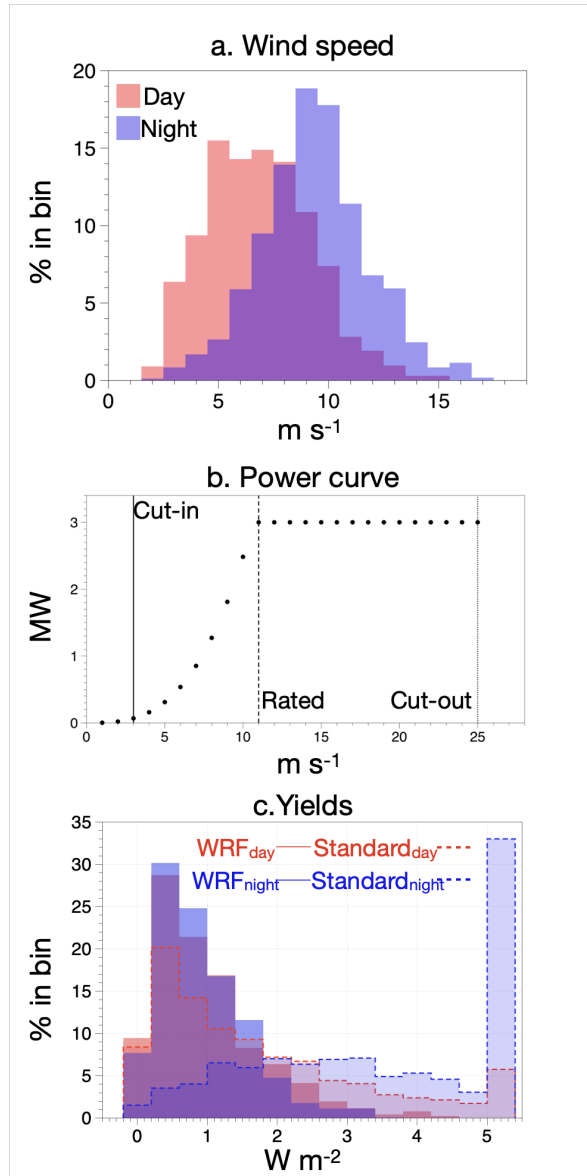 a. Wind speed
20
Day
Night
15
% in bin
10
5
0
0 5 10 15
m s-1
b. Power curve
Cut-in
3
2
MW
1
Rated Cut-out
0
0 5 10 15 20 25
m s-1
c.Yields
35
WRFday Standardday
30
WRFnight Standardnight
25
20
% in bin
15
10
5
0
0 1 2 3 4 5
W m-2